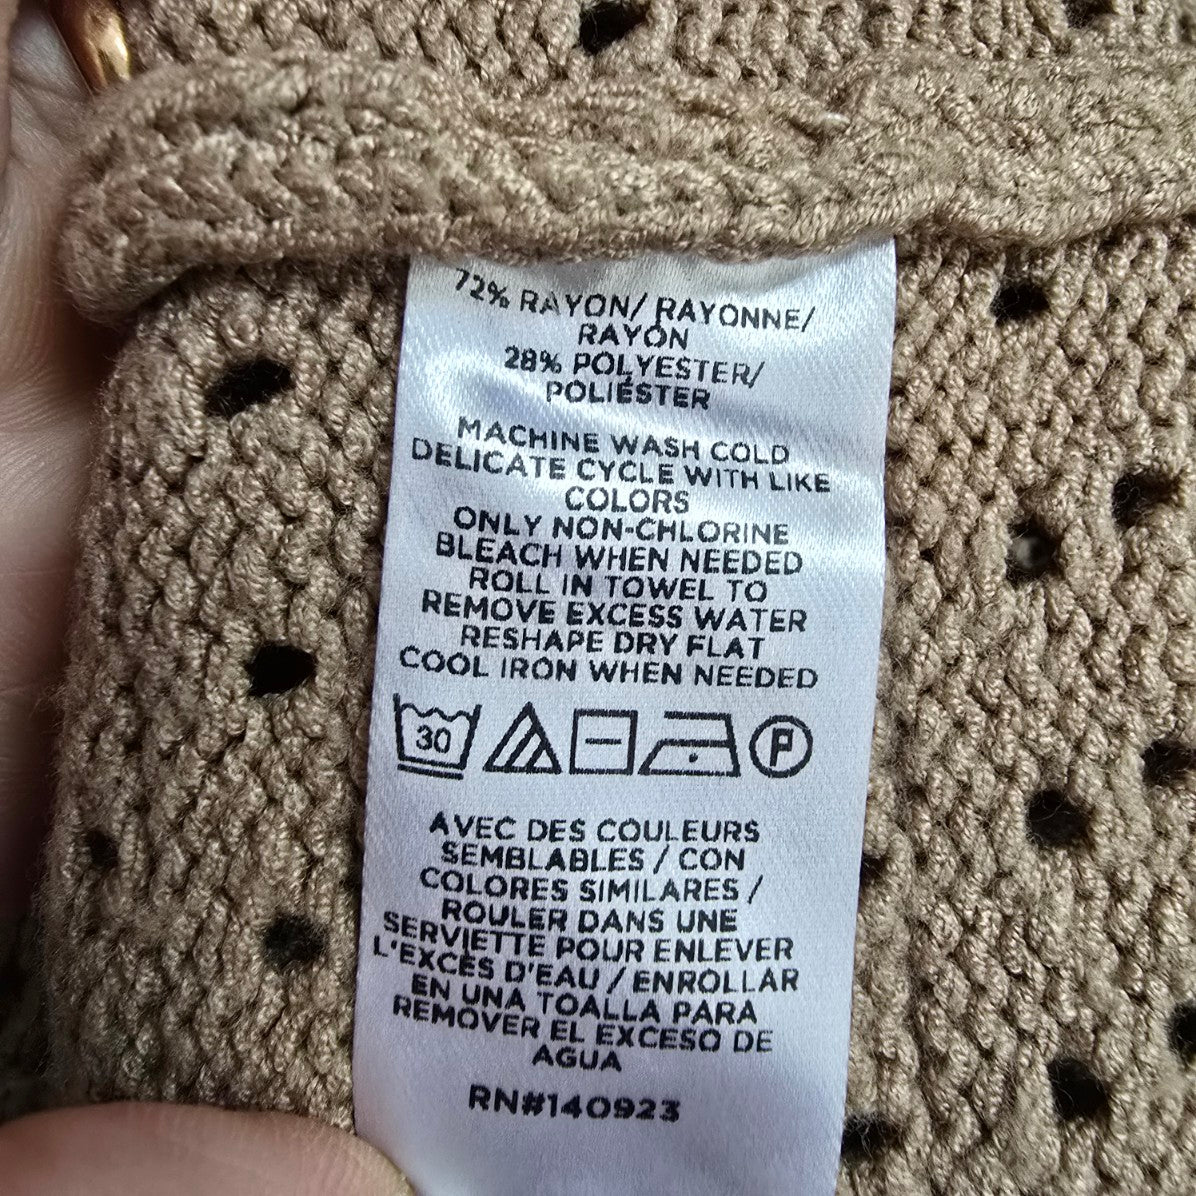 72% RAYON/ RAYONNE/
RAYÓN
28% POLYESTER/
POLIÉSTER
MACHINE WASH COLD
DELICATE CYCLE WITH LIKE
COLORS
ONLY NON-CHLORINE
BLEACH WHEN NEEDED
ROLL IN TOWEL TO
REMOVE EXCESS WATER
RESHAPE DRY FLAT
COOL IRON WHEN NEEDED
30 P
AVEC DES COULEURS
SEMBLABLES / CON
COLORES SIMILARES /
ROULER DANS UNE
SERVIETTE POUR ENLEVER
L'EXCÈS D'EAU / ENROLLAR
EN UNA TOALLA PARA
REMOVER EL EXCESO DE
AGUA
RN#140923